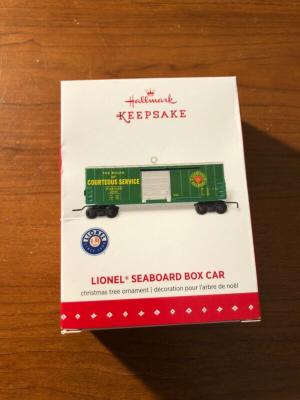 Hallmark
KEEPSAKE
THE ROUTE
OF
COURTEOUS SERVICE
LIONEL
LIONEL® SEABOARD BOX CAR
christmas tree ornament | décoration pour l'arbre de noël